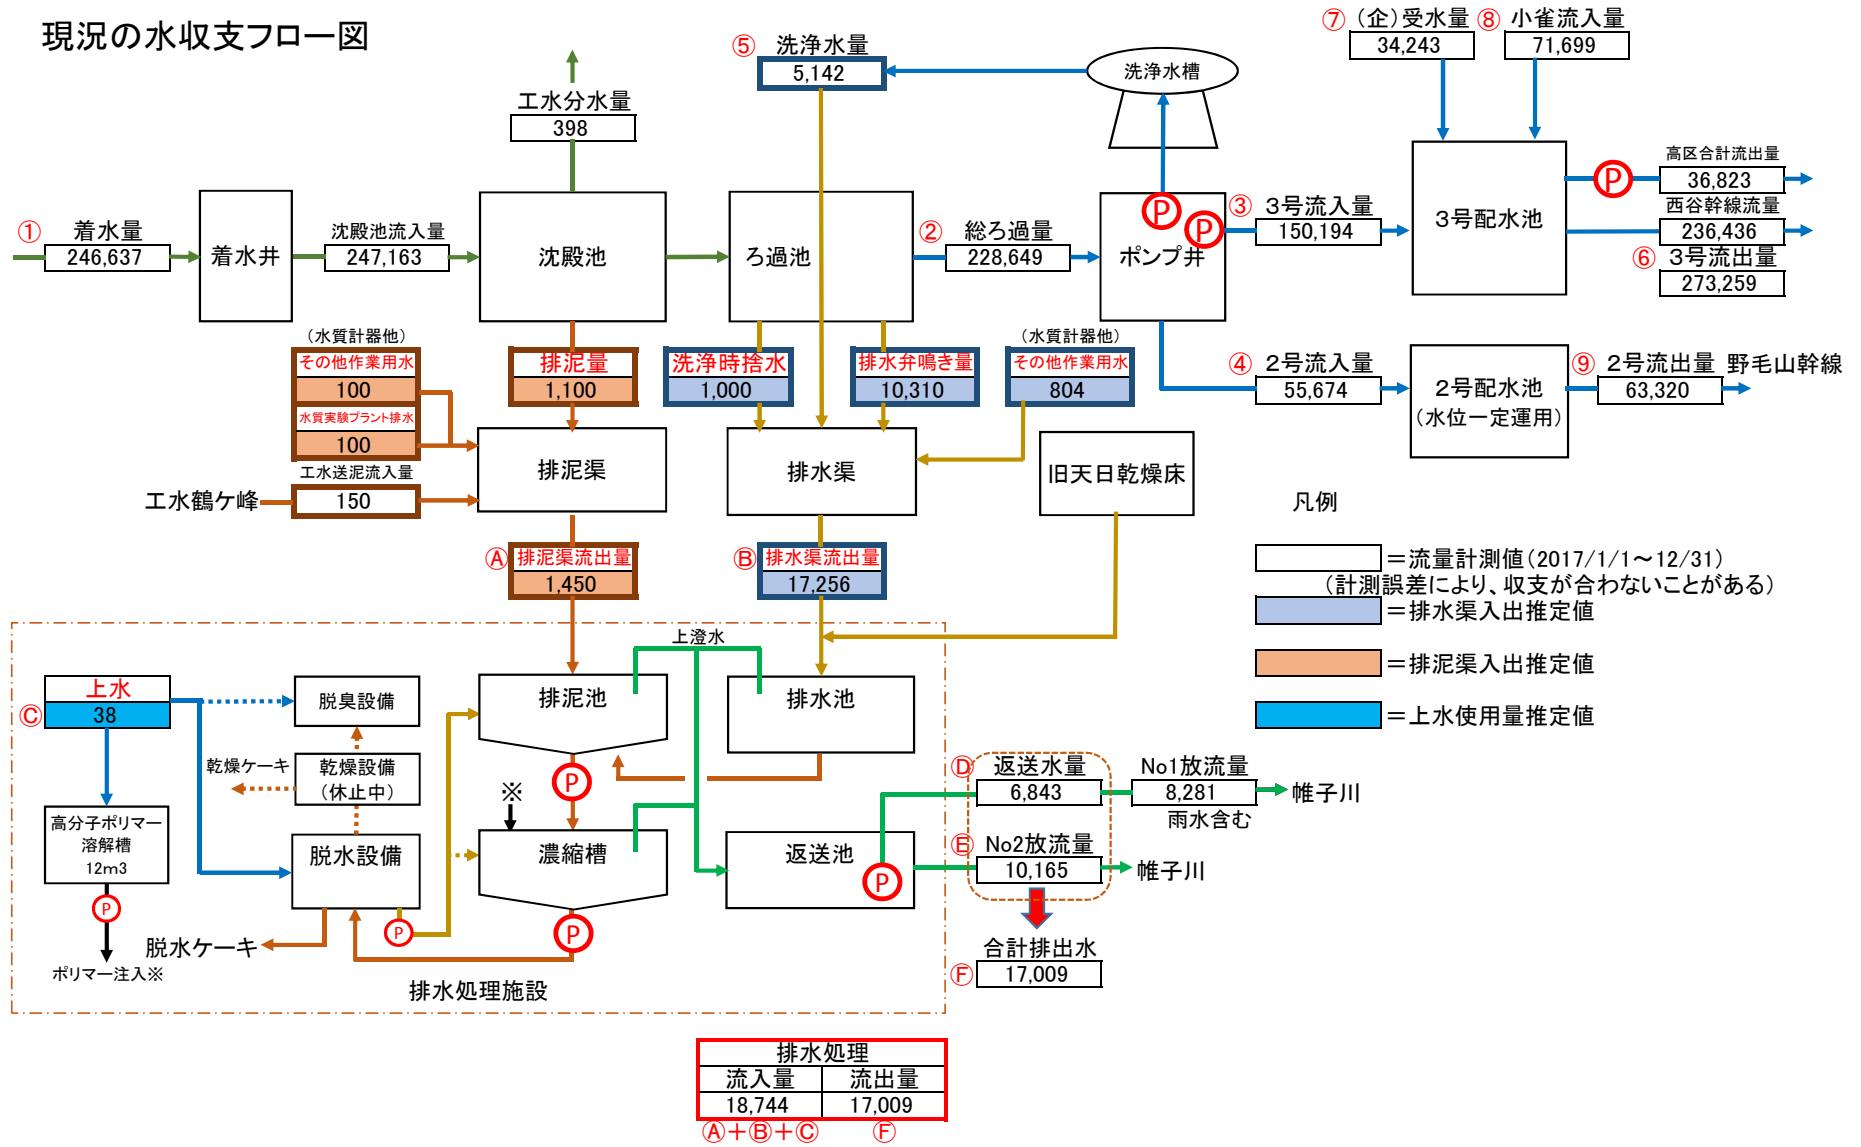 現況の水収支フロー図
⑦ (企)受水量
34,243
⑧ 小雀流入量
71,699
⑤ 洗浄水量
5,142
洗浄水槽
工水分水量
398
① 着水量
246,637
着水井
沈殿池流入量
247,163
沈殿池
ろ過池
② 総ろ過量
228,649
P
P
ポンプ井
③ 3号流入量
150,194
3号配水池
P
高区合計流出量
36,823
西谷幹線流量
236,436
⑥ 3号流出量
273,259
(水質計器他)
その他作業用水
100
水質実験プラント排水
100
工水送泥流入量
工水鶴ケ峰
150
排泥量
1,100
洗浄時捨水
1,000
排水弁鳴き量
10,310
(水質計器他)
その他作業用水
804
④ 2号流入量
55,674
2号配水池
(水位一定運用)
⑨ 2号流出量
63,320
野毛山幹線
排泥渠
排水渠
旧天日乾燥床
Ⓐ 排泥渠流出量
1,450
Ⓑ 排水渠流出量
17,256
凡例
=流量計測値(2017/1/1~12/31)
(計測誤差により、収支が合わないことがある)
=排水渠入出推定値
=排泥渠入出推定値
=上水使用量推定値
上澄水
上水
Ⓒ 38
脱臭設備
排泥池
排水池
乾燥ケーキ
乾燥設備
(休止中)
P
※
高分子ポリマー
溶解槽
12m3
脱水設備
濃縮槽
返送池
P
Ⓓ 返送水量
6,843
No1放流量
8,281
雨水含む
帷子川
Ⓔ No2放流量
10,165
帷子川
P
P
P
脱水ケーキ
ポリマー注入※
排水処理施設
合計排出水
Ⓕ 17,009
排水処理
流入量 流出量
18,744 17,009
Ⓐ+Ⓑ+Ⓒ Ⓕ